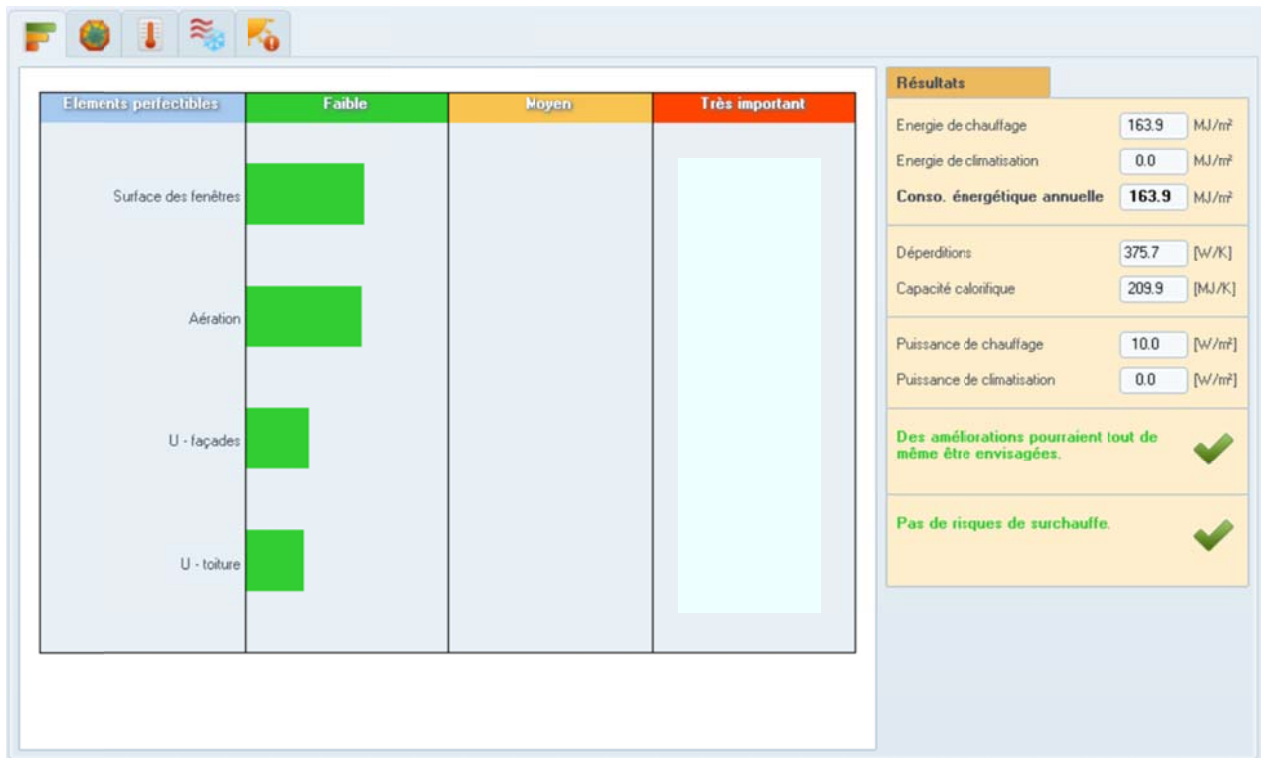 Elements perfectibles Faible Moyen Très important
Surface des fenêtres
Aération
U - façades
U - toiture
Résultats
Energie de chauffage 163.9 MJ/m²
Energie de climatisation 0.0 MJ/m²
Conso. énergétique annuelle 163.9 MJ/m²
Déperditions 375.7 [W/K]
Capacité calorifique 209.9 [MJ/K]
Puissance de chauffage 10.0 [W/m²]
Puissance de climatisation 0.0 [W/m²]
Des améliorations pourraient tout de
même être envisagées.
Pas de risques de surchauffe.